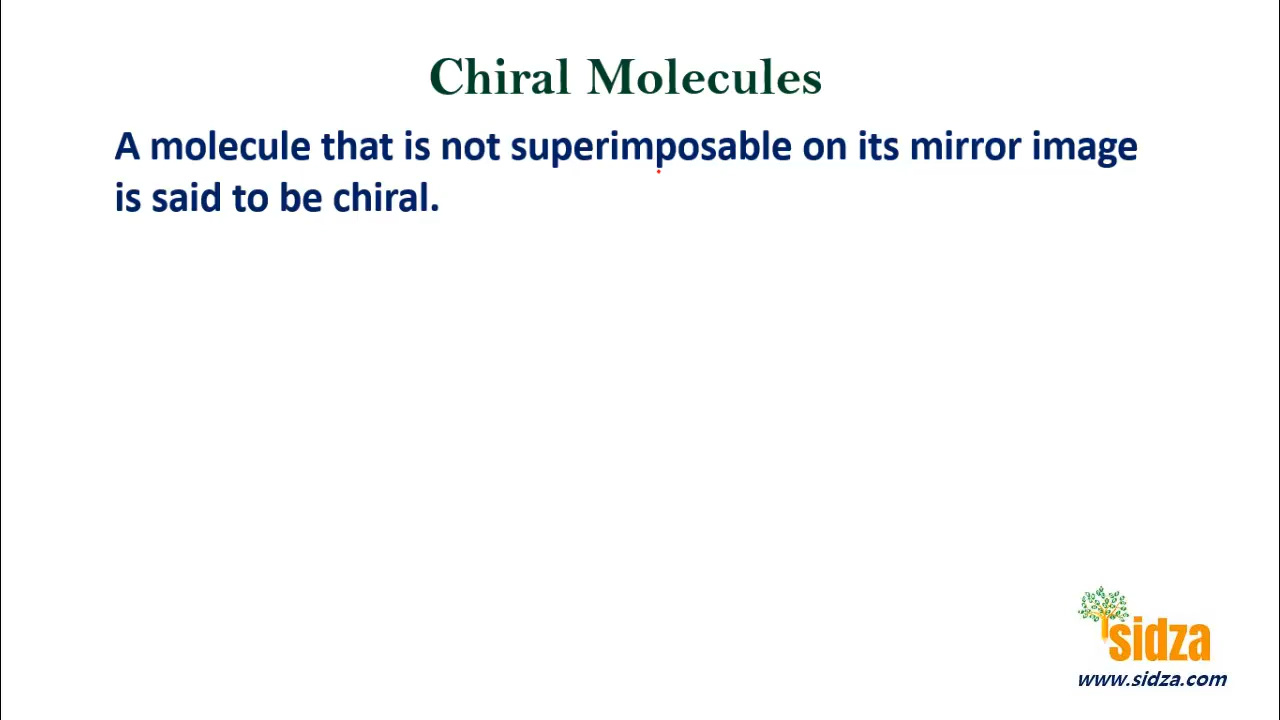 Chiral Molecules
A molecule that is not superimposable on its mirror image
is said to be chiral.
sidza
www.sidza.com